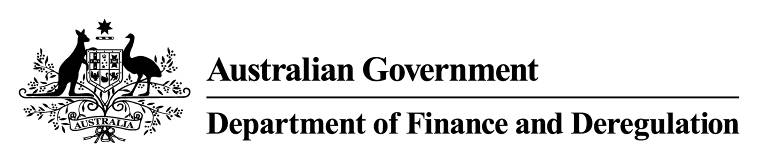 Australian Government
Department of Finance and Deregulation
AUSTRALIA